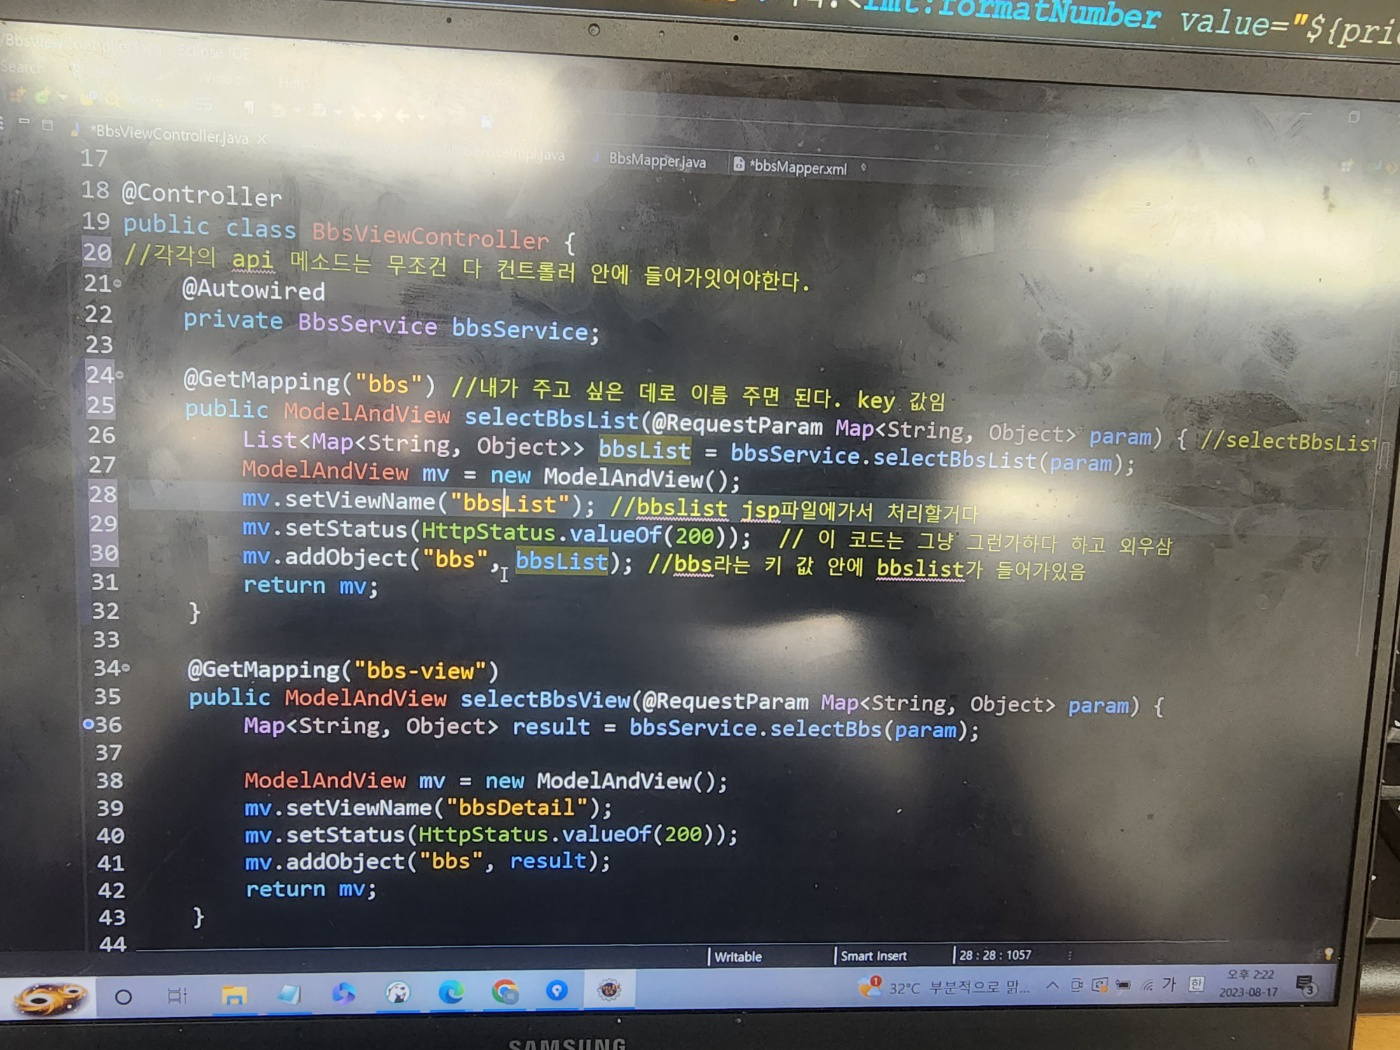 fmt:formatNumber value="${pri
Eclipse IDE
Search
*BbsViewController.java
BbsMapper.java
*bbsMapper.xml
17
18 @Controller
19 public class BbsViewController {
20 //각각의 api 메소드는 무조건 다 컨트롤러 안에 들어가잇어야한다.
21 @Autowired
22 private BbsService bbsService;
23
24 @GetMapping("bbs") //내가 주고 싶은 데로 이름 주면 된다. key 값임
25 public ModelAndView selectBbsList(@RequestParam Map<String, Object> param) { //selectBbsList
26 List<Map<String, Object>> bbsList = bbsService.selectBbsList(param);
27 ModelAndView mv = new ModelAndView();
28 mv.setViewName("bbsList"); //bbslist jsp파일에가서 처리할거다
29 mv.setStatus(HttpStatus.valueOf(200)); // 이 코드는 그냥 그런가하다 하고 외우삼
30 mv.addObject("bbs", bbsList); //bbs라는 키 값 안에 bbslist가 들어가있음
31 return mv;
32 }
33
34 @GetMapping("bbs-view")
35 public ModelAndView selectBbsView(@RequestParam Map<String, Object> param) {
36 Map<String, Object> result = bbsService.selectBbs(param);
37
38 ModelAndView mv = new ModelAndView();
39 mv.setViewName("bbsDetail");
40 mv.setStatus(HttpStatus.valueOf(200));
41 mv.addObject("bbs", result);
42 return mv;
43 }
44
Writable Smart Insert 28 : 28 : 1057
1 32°C 부분적으로 맑... 가 한 오후 2:22
2023-08-17 3
SAMSUNG